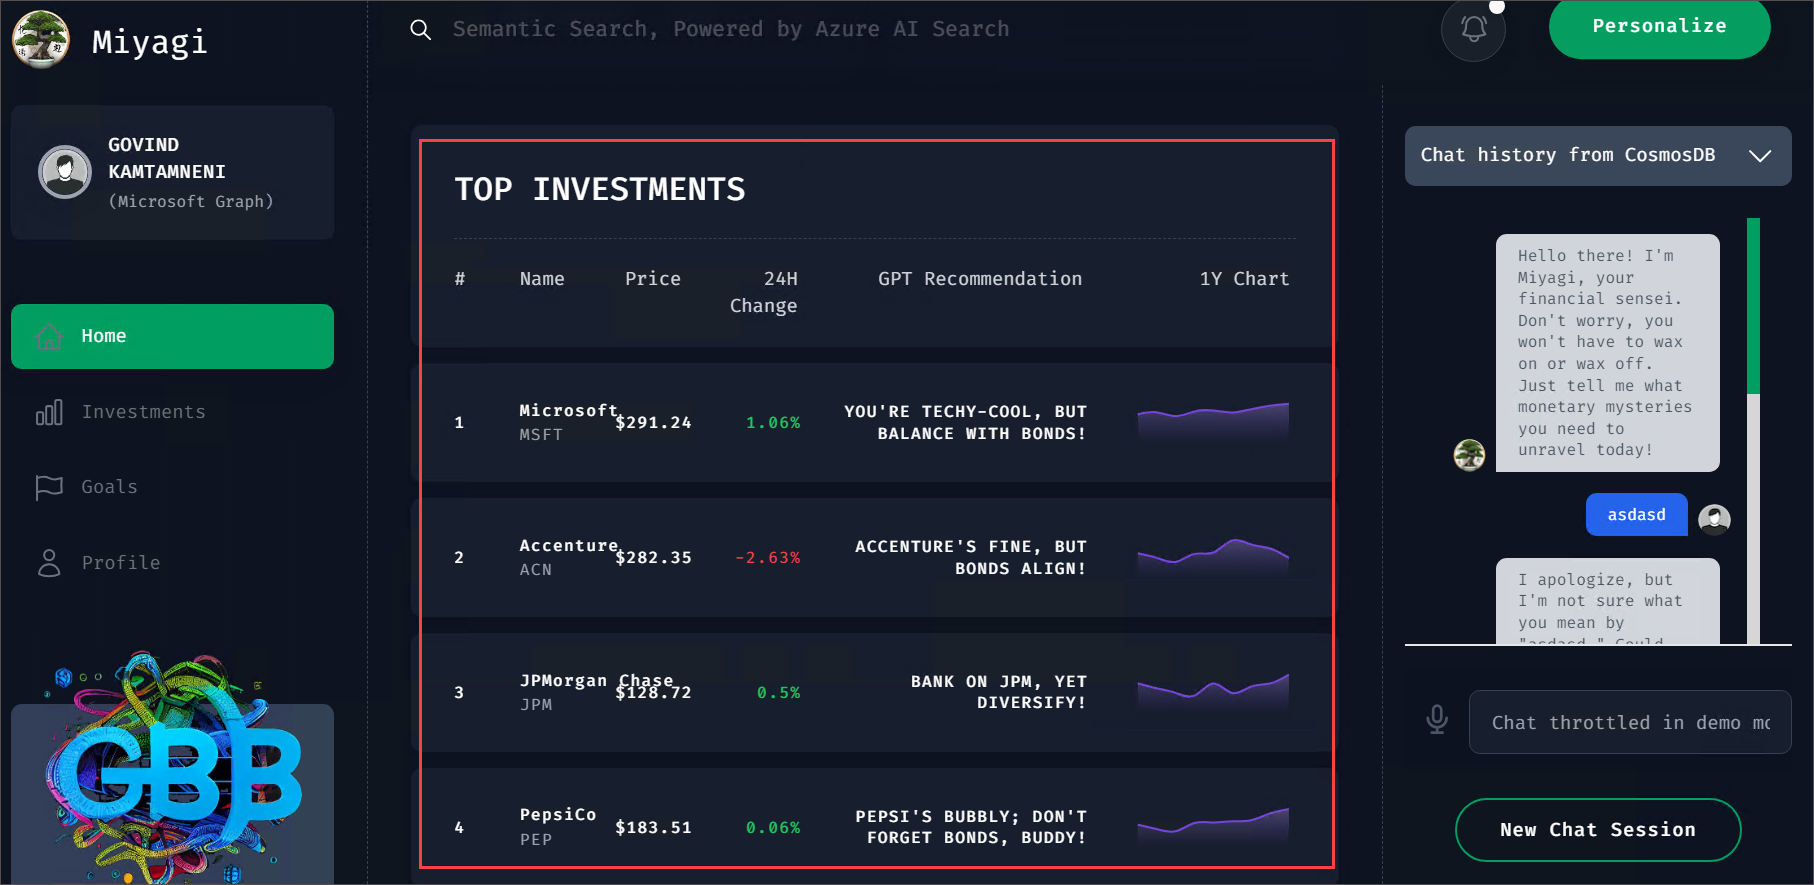 Miyagi
Semantic Search, Powered by Azure AI Search
Personalize
GOVIND
KAMTAMNENI
(Microsoft Graph)
Home
Investments
Goals
Profile
GBB
TOP INVESTMENTS
# Name Price 24H Change GPT Recommendation 1Y Chart
1 Microsoft MSFT $291.24 1.06% YOU'RE TECHY-COOL, BUT
BALANCE WITH BONDS!
2 Accenture ACN $282.35 -2.63% ACCENTURE'S FINE, BUT
BONDS ALIGN!
3 JPMorgan Chase JPM $128.72 0.5% BANK ON JPM, YET
DIVERSIFY!
4 PepsiCo PEP $183.51 0.06% PEPSI'S BUBBLY; DON'T
FORGET BONDS, BUDDY!
Chat history from CosmosDB
Hello there! I'm
Miyagi, your
financial sensei.
Don't worry, you
won't have to wax
on or wax off.
Just tell me what
monetary mysteries
you need to
unravel today!
asdasd
I apologize, but
I'm not sure what
you mean by
"asdasd." Could
Chat throttled in demo mo
New Chat Session